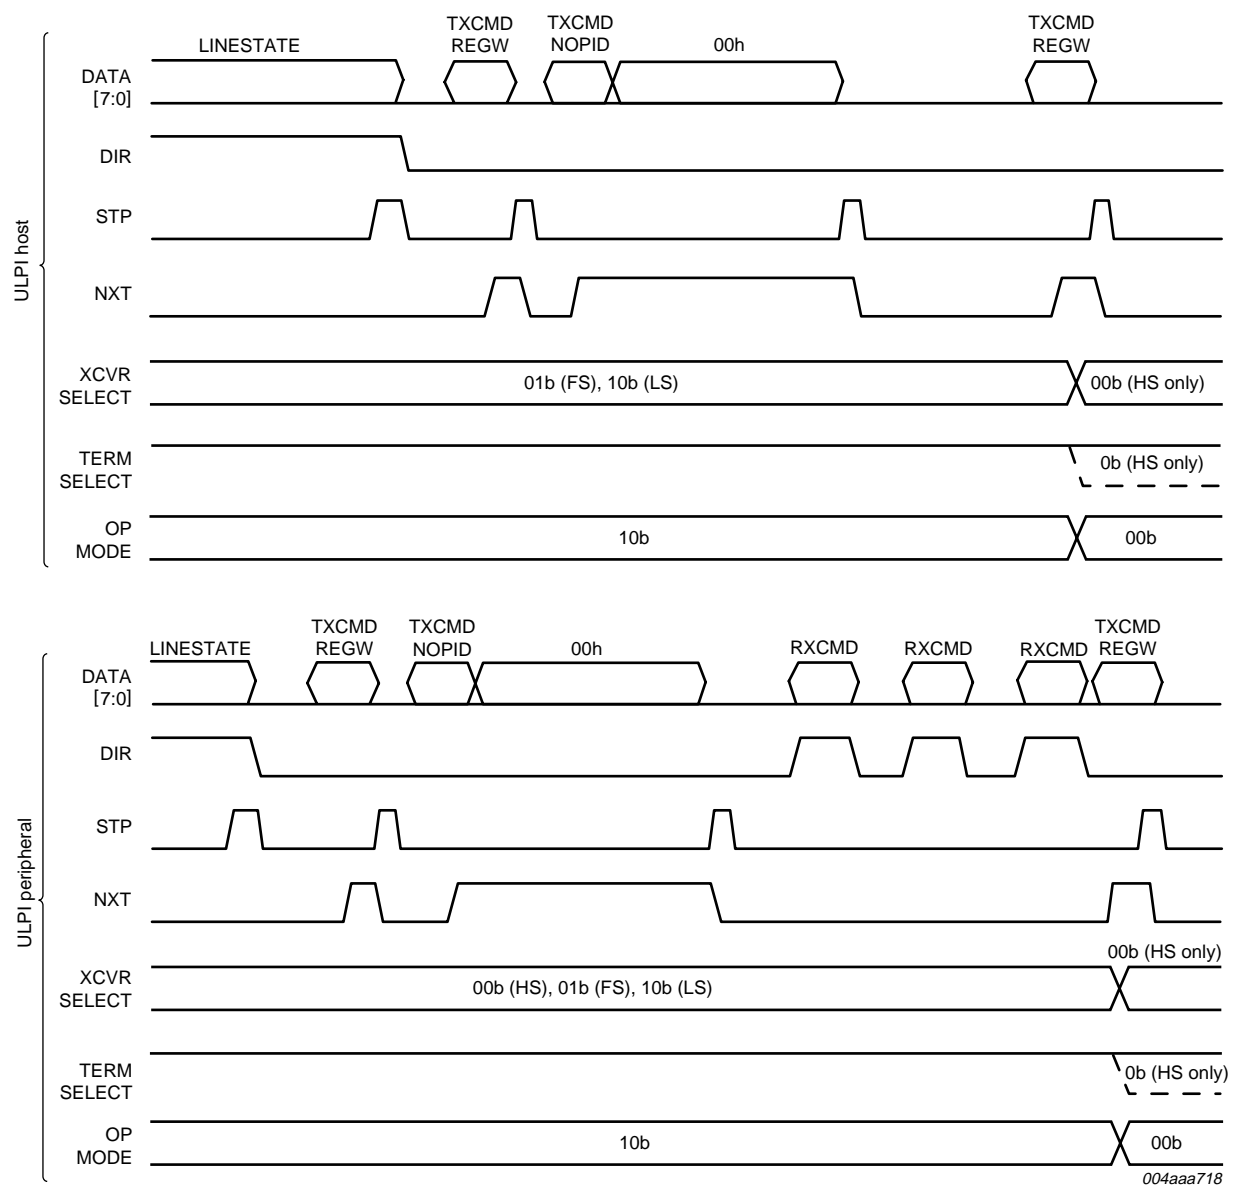 TXCMD
REGW
TXCMD
NOPID
TXCMD
REGW
LINESTATE
00h
DATA
[7:0]
DIR
STP
NXT
XCVR
SELECT
01b (FS), 10b (LS)
00b (HS only)
TERM
SELECT
0b (HS only)
OP
MODE
10b
00b
ULPI host
TXCMD
REGW
TXCMD
NOPID
TXCMD
REGW
LINESTATE
00h
RXCMD
RXCMD
RXCMD
DATA
[7:0]
DIR
STP
NXT
00b (HS only)
XCVR
SELECT
00b (HS), 01b (FS), 10b (LS)
TERM
SELECT
0b (HS only)
OP
MODE
10b
00b
ULPI peripheral
004aaa718